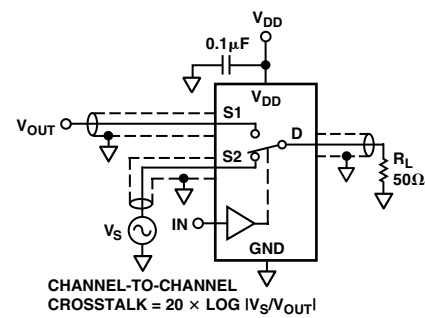 VDD
0.1μF
VDD
S1
VOUT
D
S2
RL
50Ω
VS
IN
GND
CHANNEL-TO-CHANNEL
CROSSTALK = 20 × LOG |VS/VOUT|